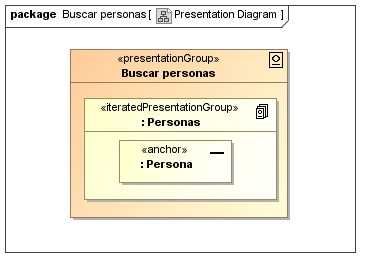 package Buscar personas[ Presentation Diagram ]
«presentationGroup»
Buscar personas
«iteratedPresentationGroup»
: Personas
«anchor»
: Persona